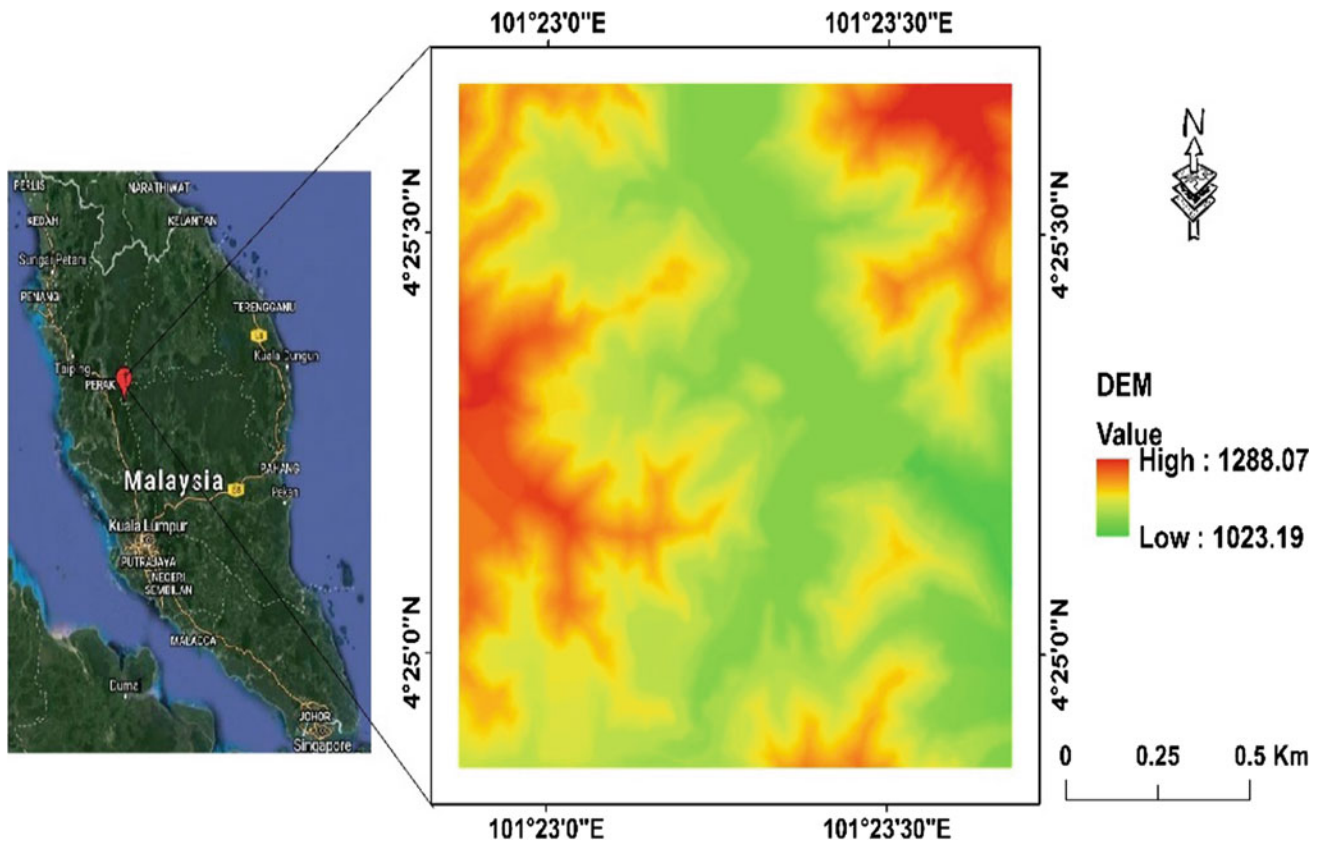 101°23'0"E
101°23'30"E
PERLIS
NARATHIWAT
KEDAH
KELANTAN
Sungai Petani
PENANG
TERENGGANU
Taiping
PERAK
Malaysia
PAHANG
Pekan
Kuala Lumpur
PUTRAJAYA
NEGERI
SEMBILAN
MALACCA
JOHOR
Singapore
4°25'30"N
4°25'0"N
4°25'30"N
4°25'0"N
101°23'0"E
101°23'30"E
N
DEM
Value
High : 1288.07
Low : 1023.19
0 0.25 0.5 Km